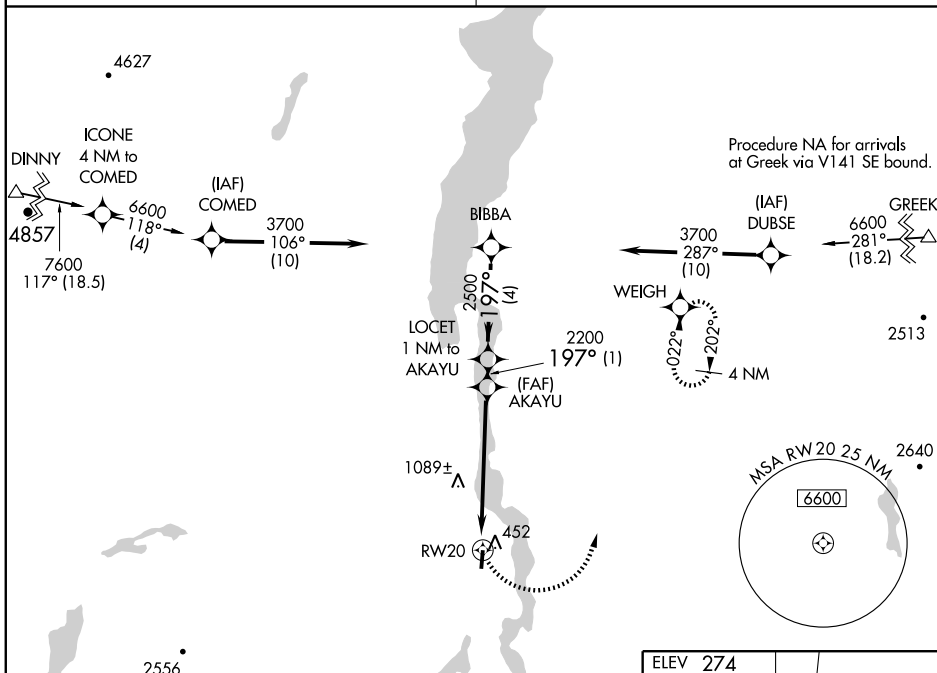 4627
ICONE
4 NM to
COMED
DINNY
4857
7600
117° (18.5)
6600
118°
(4)
(IAF)
COMED
3700
106°
(10)
BIBBA
2500
197°
(4)
LOCET
1 NM to
AKAYU
2200
197° (1)
(FAF)
AKAYU
1089±
452
RW20
Procedure NA for arrivals
at Greek via V141 SE bound.
(IAF)
DUBSE
3700
287°
(10)
GREEK
6600
281°
(18.2)
WEIGH
022°
202°
4 NM
2513
2640
MSA RW20 25 NM
6600
2556
ELEV 274